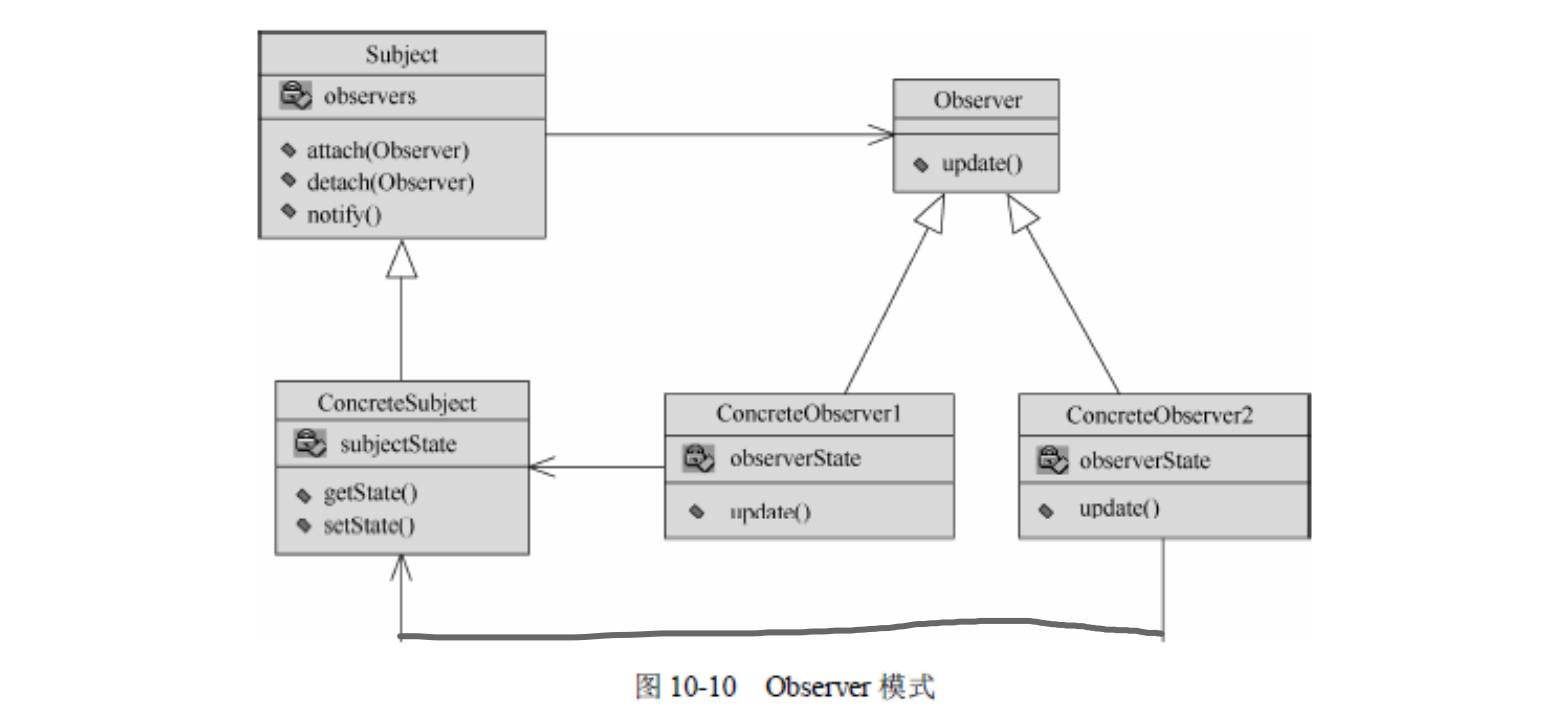 Subject
observers
attach(Observer)
detach(Observer)
notify()
Observer
update()
ConcreteSubject
subjectState
getState()
setState()
ConcreteObserver1
observerState
update()
ConcreteObserver2
observerState
update()
图 10-10 Observer 模式